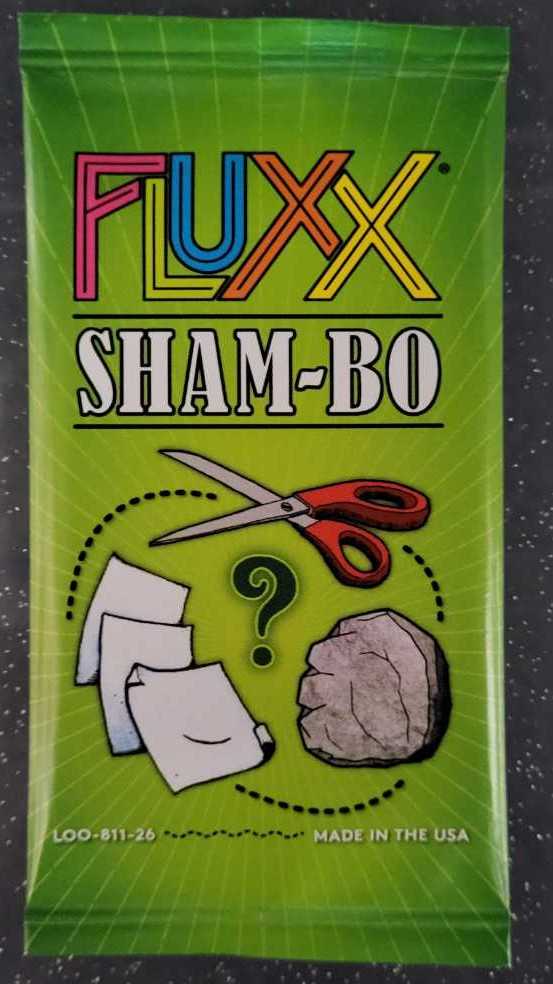 FLUXX®
SHAM-BO
?
LOO-811-26 MADE IN THE USA